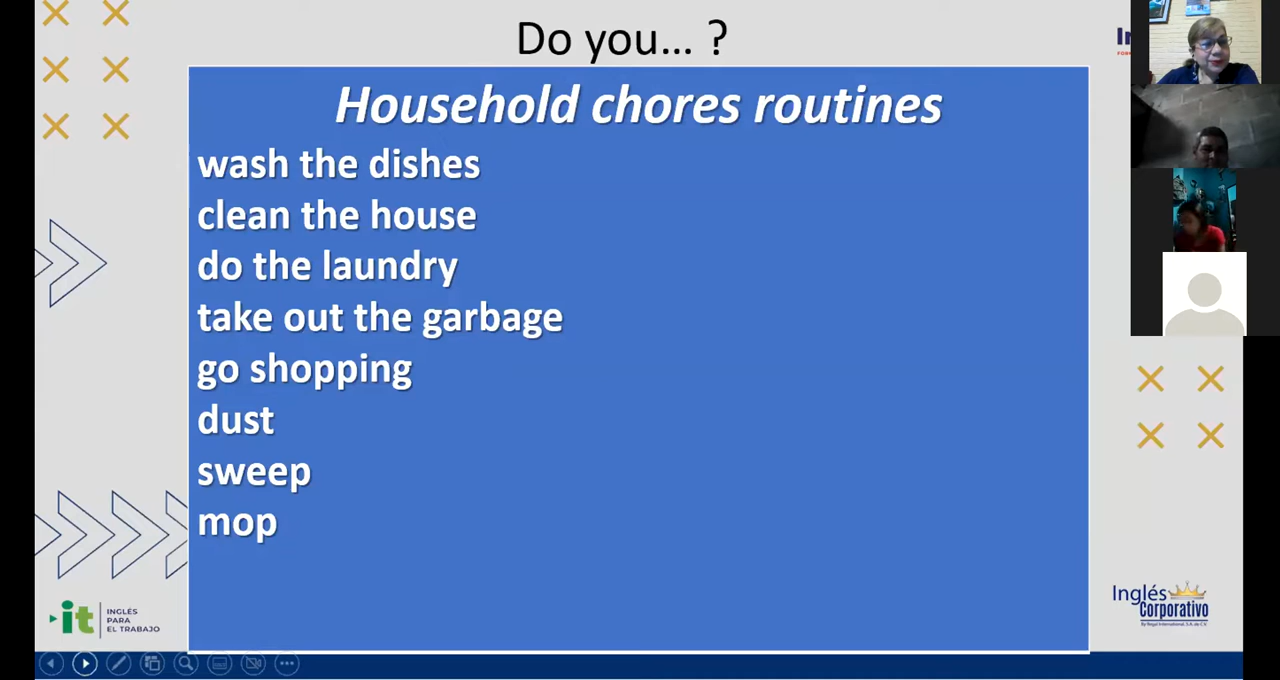 Do you... ?
Household chores routines
wash the dishes
clean the house
do the laundry
take out the garbage
go shopping
dust
sweep
mop
it
INGLÉS
PARA
EL TRABAJO
Inglés
Corporativo
By Regal International, S.A. de C.V.